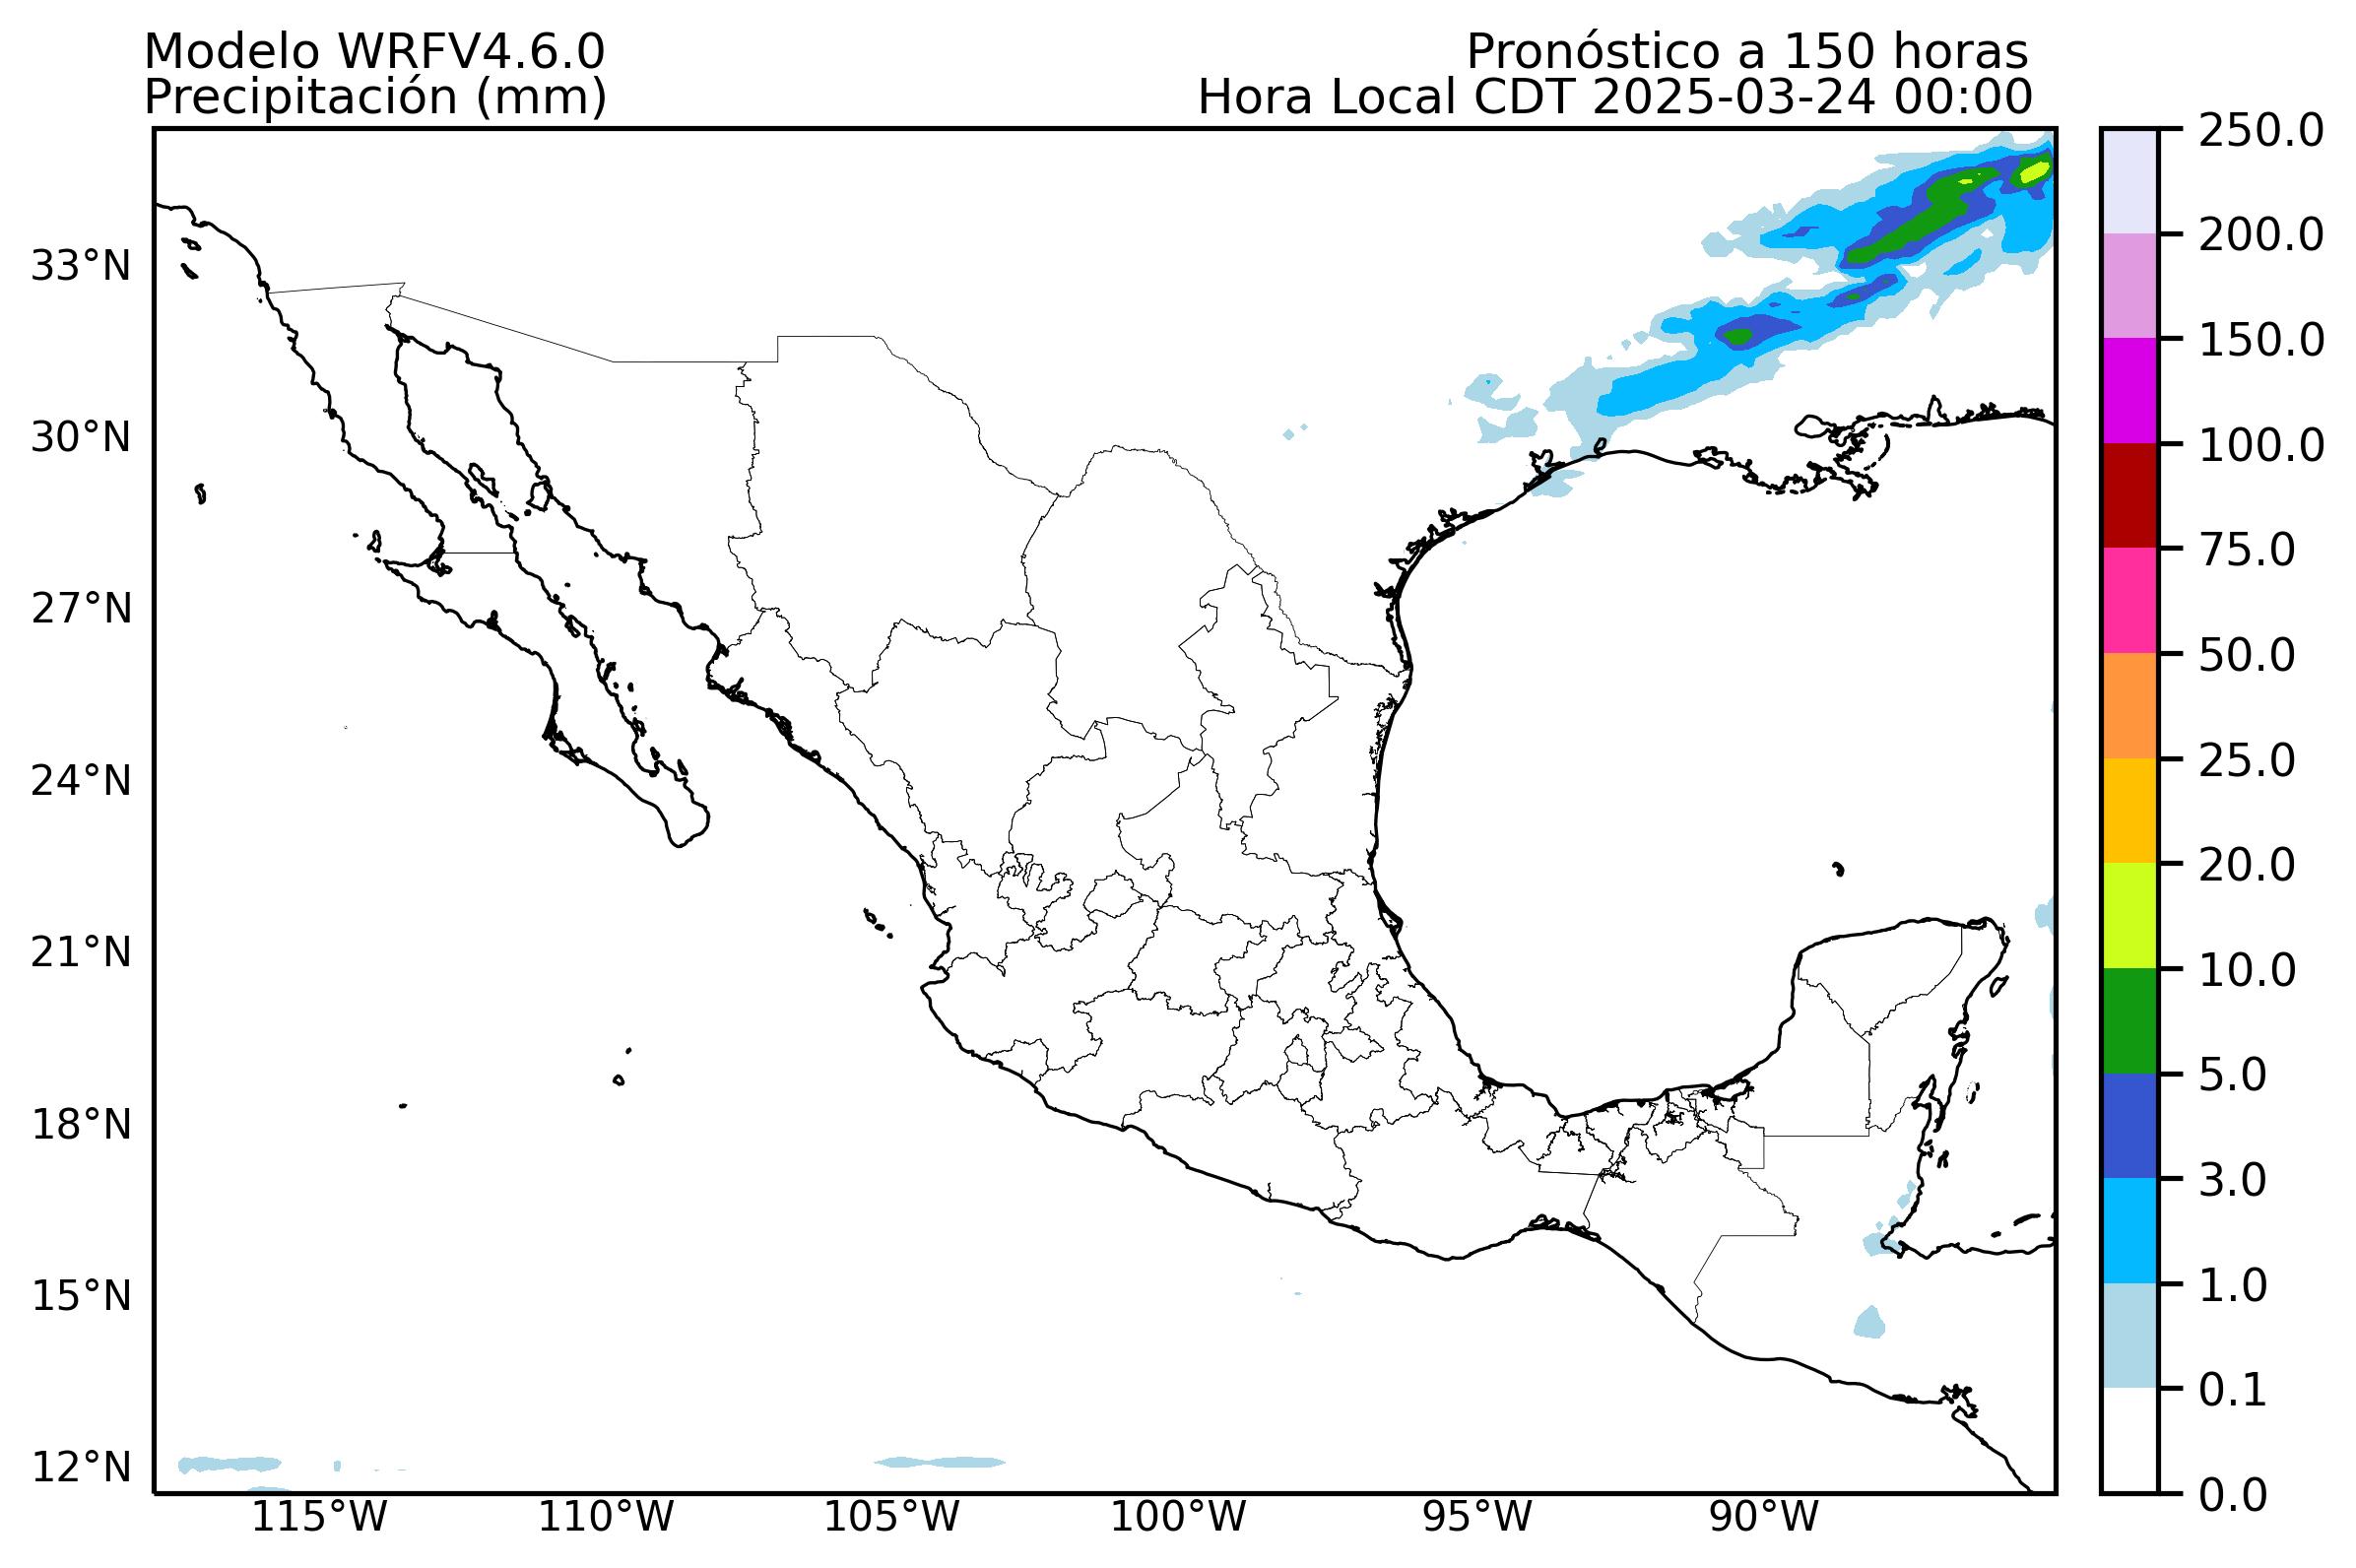 Modelo WRFV4.6.0
Precipitación (mm)
Pronóstico a 150 horas
Hora Local CDT 2025-03-24 00:00
33°N
30°N
27°N
24°N
21°N
18°N
15°N
12°N
115°W
110°W
105°W
100°W
95°W
90°W
250.0
200.0
150.0
100.0
75.0
50.0
25.0
20.0
10.0
5.0
3.0
1.0
0.1
0.0